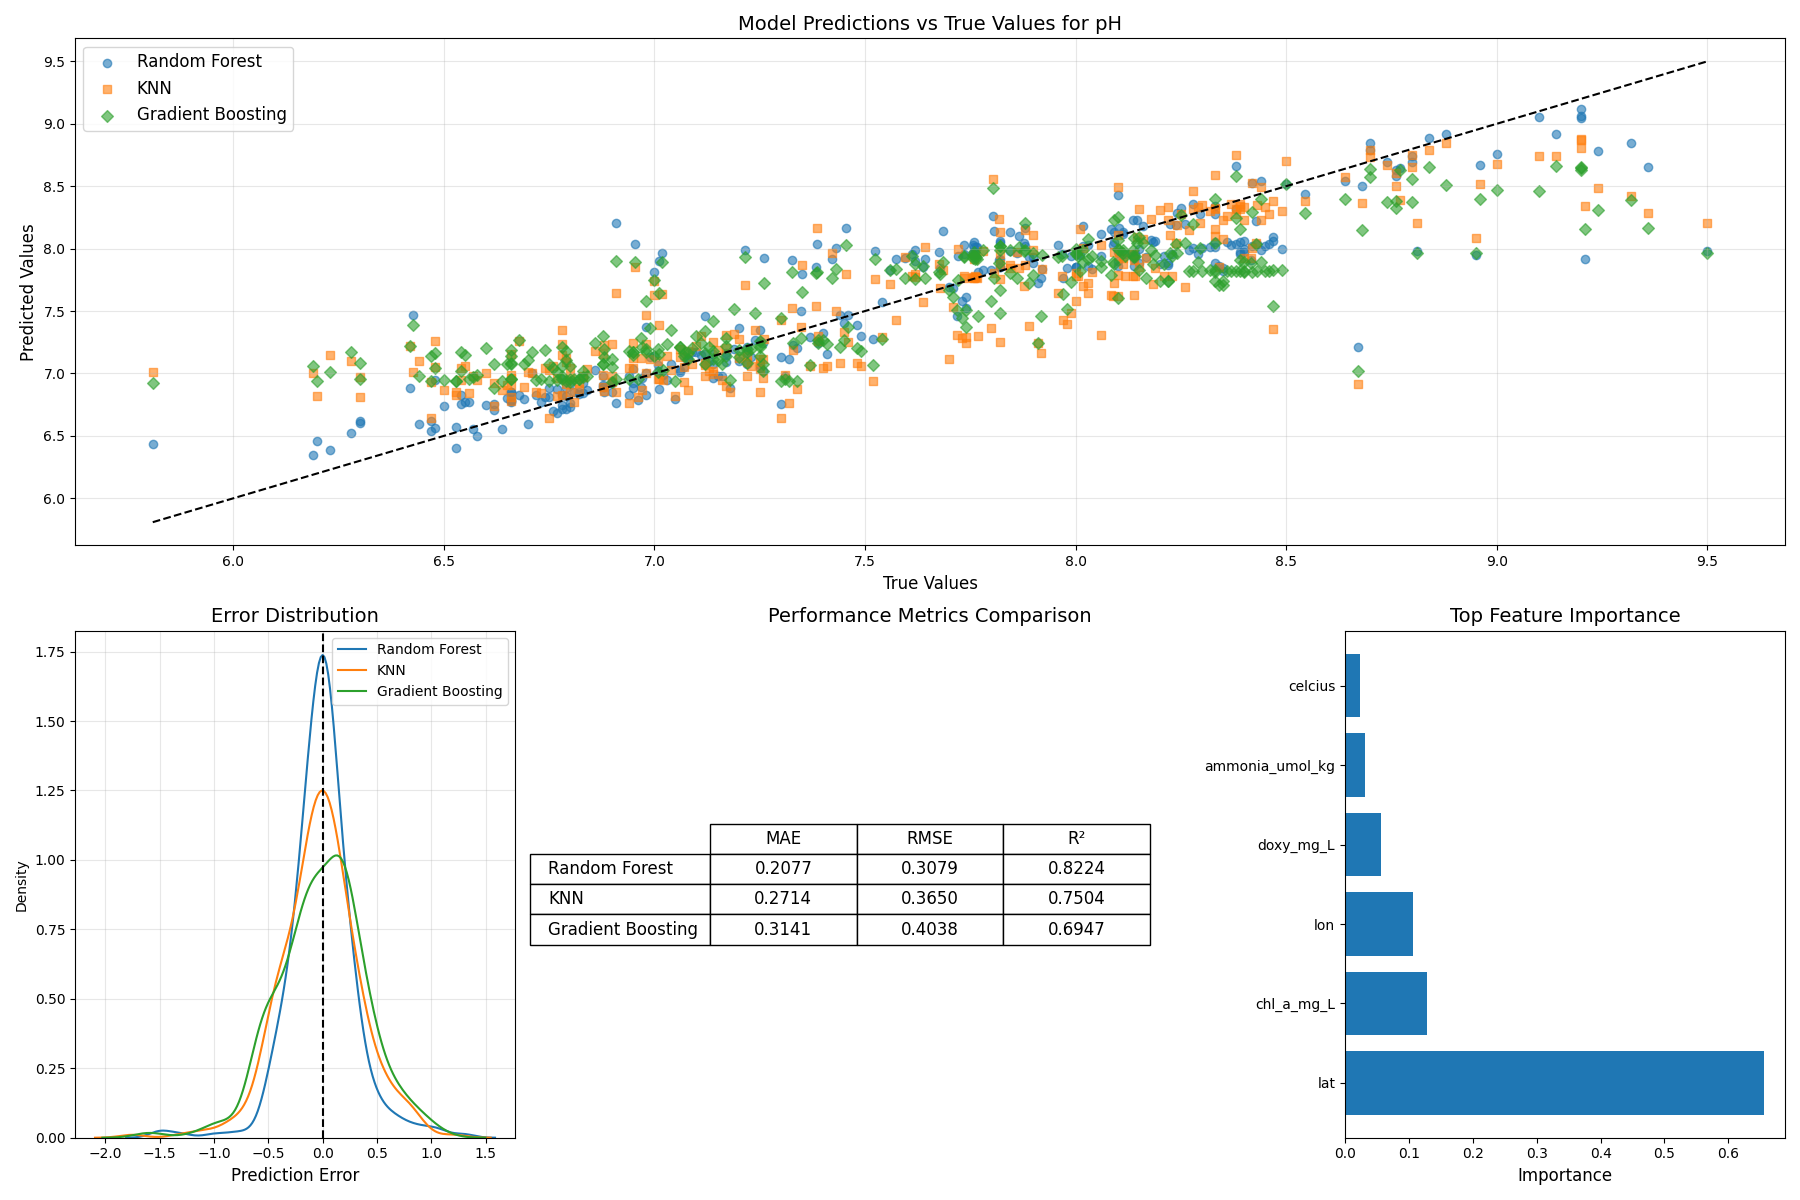 Model Predictions vs True Values for pH
Random Forest
KNN
Gradient Boosting
Predicted Values
9.5
9.0
8.5
8.0
7.5
7.0
6.5
6.0
6.0 6.5 7.0 7.5 8.0 8.5 9.0 9.5
True Values
Error Distribution
Random Forest
KNN
Gradient Boosting
Density
1.75
1.50
1.25
1.00
0.75
0.50
0.25
0.00
−2.0 −1.5 −1.0 −0.5 0.0 0.5 1.0 1.5
Prediction Error
Performance Metrics Comparison
MAE RMSE R²
Random Forest 0.2077 0.3079 0.8224
KNN 0.2714 0.3650 0.7504
Gradient Boosting 0.3141 0.4038 0.6947
Top Feature Importance
celcius
ammonia_umol_kg
doxy_mg_L
lon
chl_a_mg_L
lat
0.0 0.1 0.2 0.3 0.4 0.5 0.6
Importance